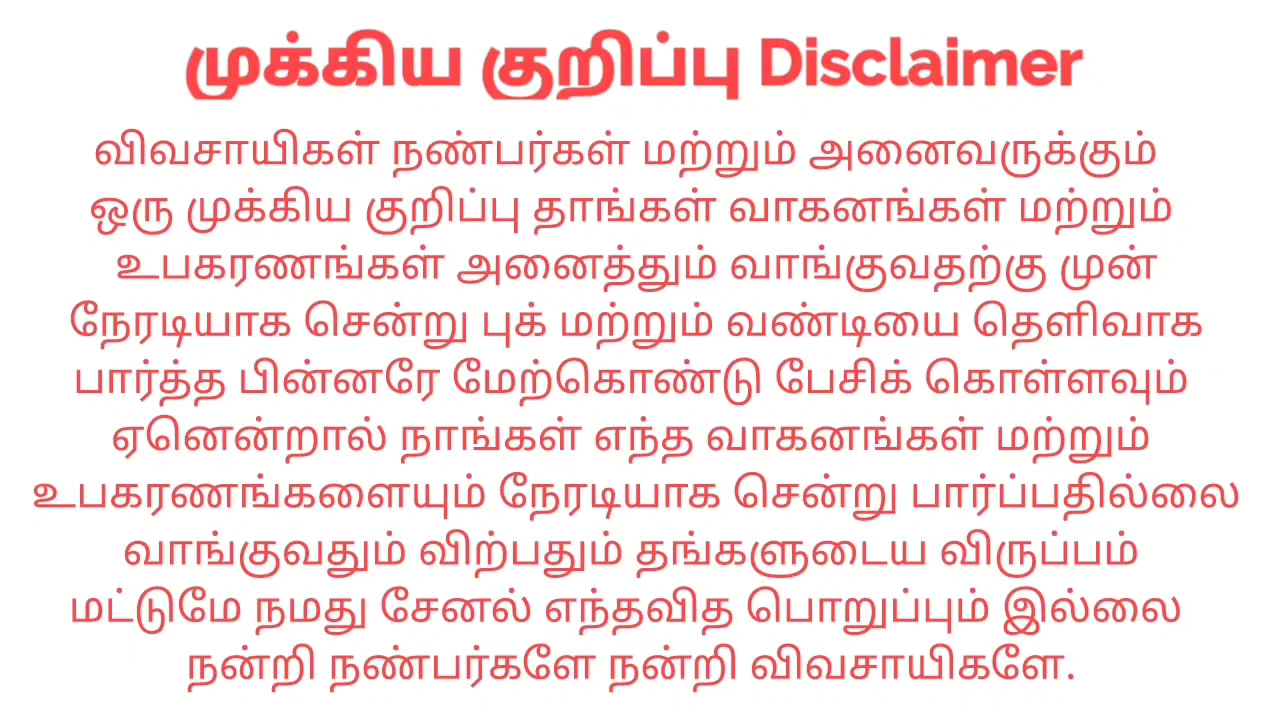 முக்கிய குறிப்பு Disclaimer
விவசாயிகள் நண்பர்கள் மற்றும் அனைவருக்கும்
ஒரு முக்கிய குறிப்பு தாங்கள் வாகனங்கள் மற்றும்
உபகரணங்கள் அனைத்தும் வாங்குவதற்கு முன்
நேரடியாக சென்று புக் மற்றும் வண்டியை தெளிவாக
பார்த்த பின்னரே மேற்கொண்டு பேசிக் கொள்ளவும்
ஏனென்றால் நாங்கள் எந்த வாகனங்கள் மற்றும்
உபகரணங்களையும் நேரடியாக சென்று பார்ப்பதில்லை
வாங்குவதும் விற்பதும் தங்களுடைய விருப்பம்
மட்டுமே நமது சேனல் எந்தவித பொறுப்பும் இல்லை
நன்றி நண்பர்களே நன்றி விவசாயிகளே.